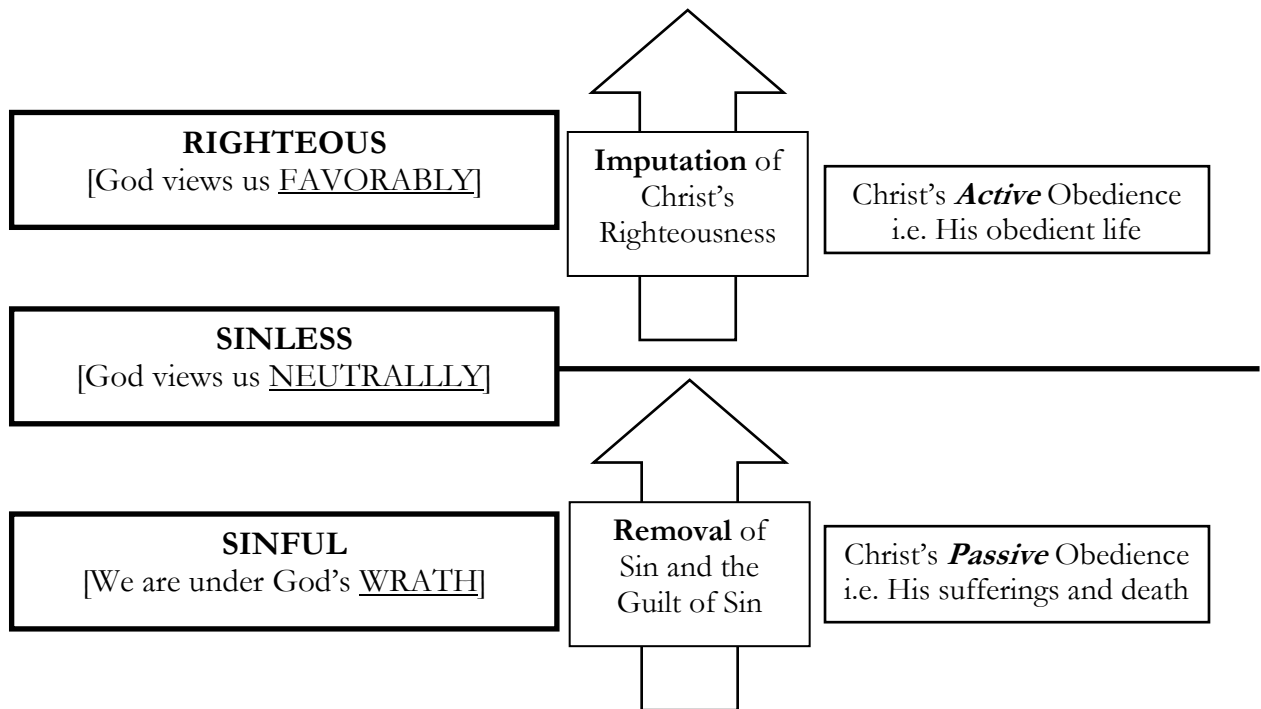 RIGHTEOUS
[God views us FAVORABLY]
Imputation of
Christ's
Righteousness
Christ's Active Obedience
i.e. His obedient life
SINLESS
[God views us NEUTRALLLY]
SINFUL
[We are under God's WRATH]
Removal of
Sin and the
Guilt of Sin
Christ's Passive Obedience
i.e. His sufferings and death